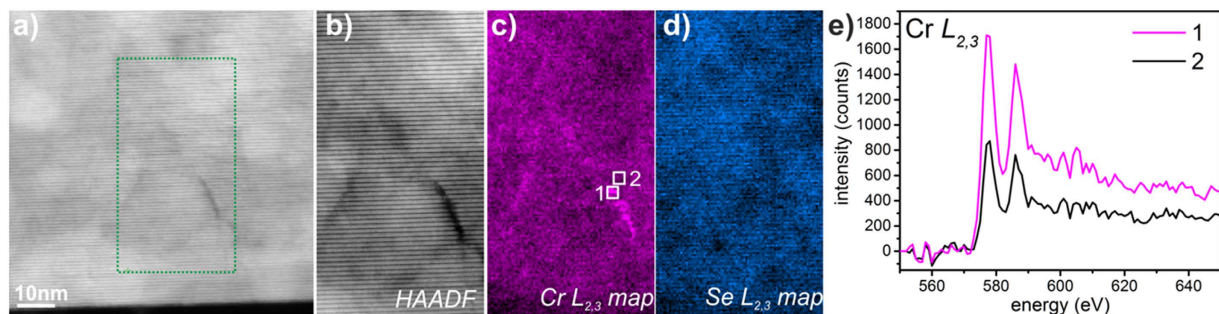 a)
10nm
b)
HAADF
c)
1
2
Cr L2,3 map
d)
Se L2,3 map
e)
Cr L2,3
1
2
intensity (counts)
1800
1600
1400
1200
1000
800
600
400
200
0
560 580 600 620 640
energy (eV)